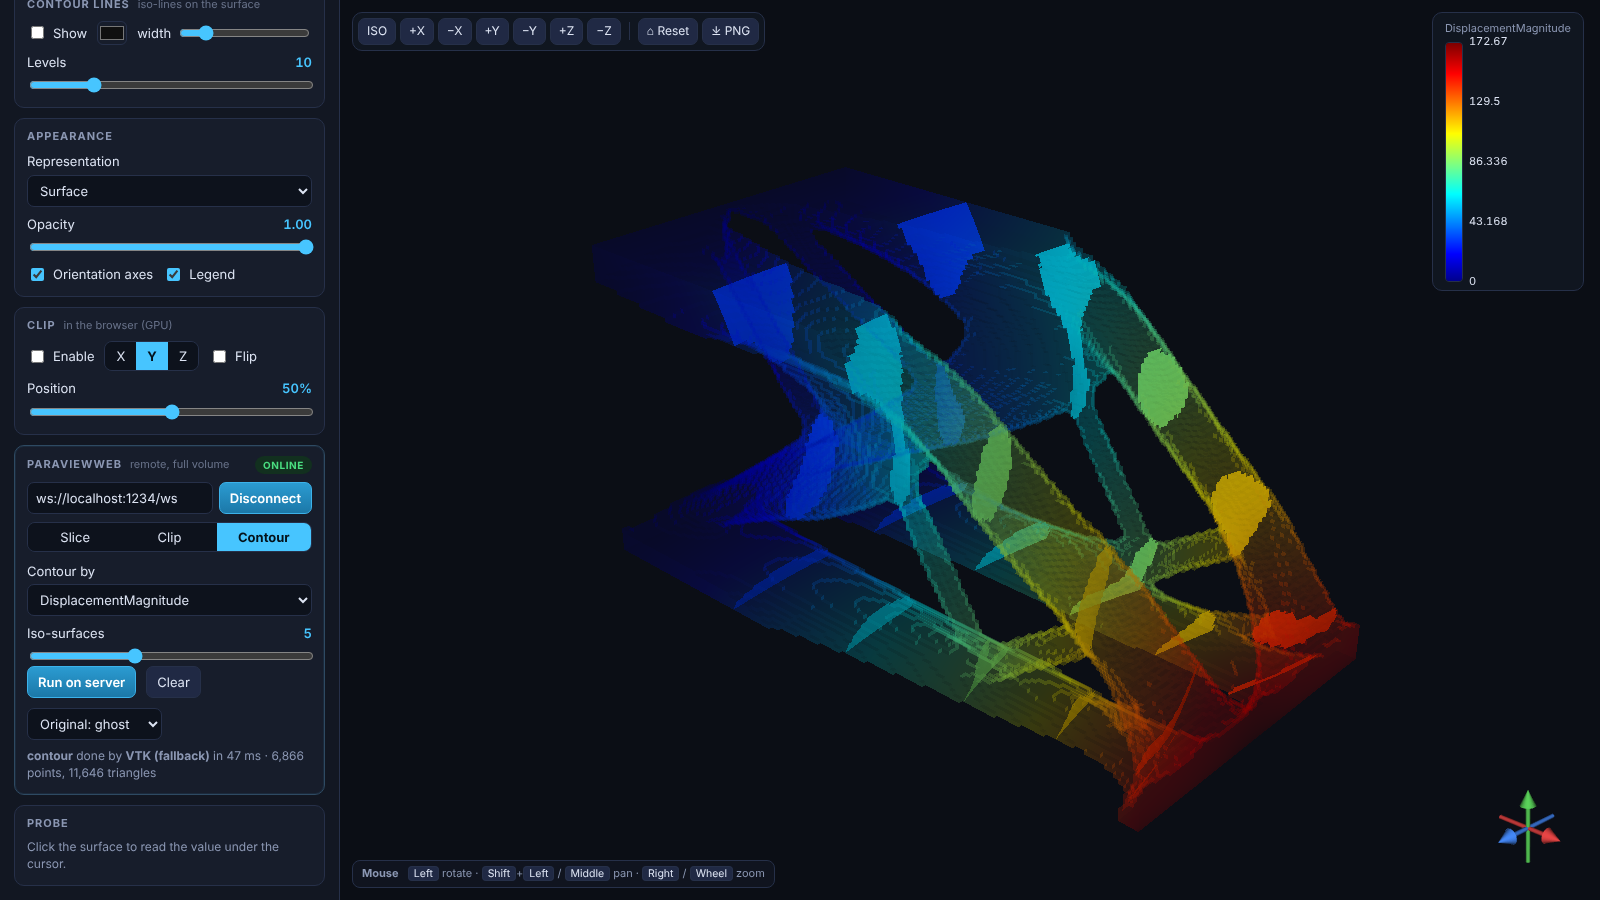 CONTOUR LINES iso-lines on the surface
Show width
Levels 10
APPEARANCE
Representation
Surface
Opacity 1.00
Orientation axes Legend
CLIP in the browser (GPU)
Enable X Y Z Flip
Position 50%
PARAVIEWWEB remote, full volume ONLINE
ws://localhost:1234/ws Disconnect
Slice Clip Contour
Contour by
DisplacementMagnitude
Iso-surfaces 5
Run on server Clear
Original: ghost
contour done by VTK (fallback) in 47 ms · 6,866
points, 11,646 triangles
PROBE
Click the surface to read the value under the
cursor.
ISO +X −X +Y −Y +Z −Z ⌂ Reset ⤓ PNG
DisplacementMagnitude
172.67
129.5
86.336
43.168
0
Mouse Left rotate · Shift+Left / Middle pan · Right / Wheel zoom